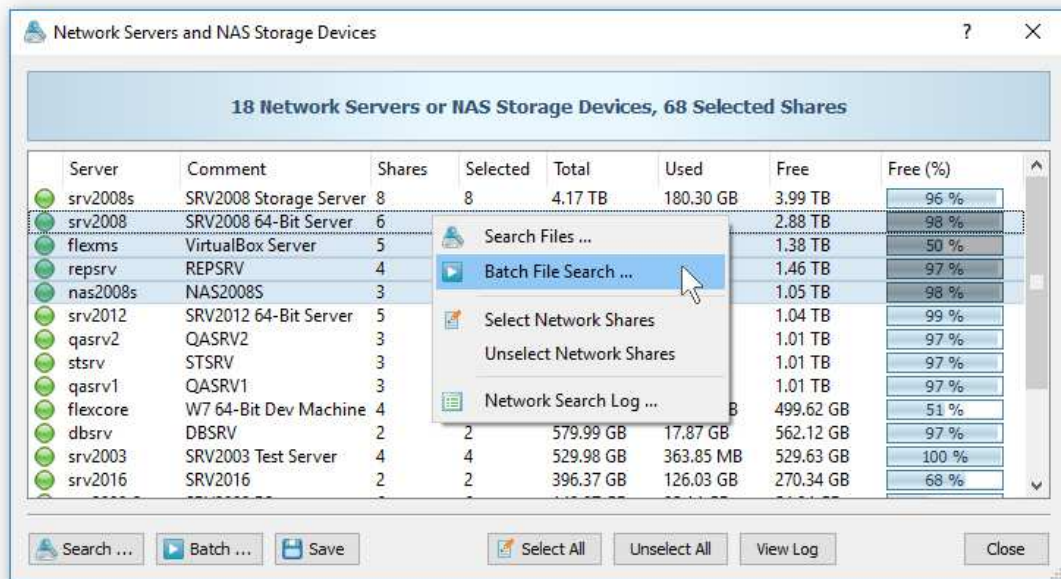 Network Servers and NAS Storage Devices ?
18 Network Servers or NAS Storage Devices, 68 Selected Shares
Server Comment Shares Selected Total Used Free Free (%)
srv2008s SRV2008 Storage Server 8 8 4.17 TB 180.30 GB 3.99 TB 96 %
srv2008 SRV2008 64-Bit Server 6 2.88 TB 98 %
flexms VirtualBox Server 5 1.38 TB 50 %
repsrv REPSRV 4 1.46 TB 97 %
nas2008s NAS2008S 3 1.05 TB 98 %
srv2012 SRV2012 64-Bit Server 5 1.04 TB 99 %
qasrv2 QASRV2 3 1.01 TB 97 %
stsrv STSRV 3 1.01 TB 97 %
qasrv1 QASRV1 3 1.01 TB 97 %
flexcore W7 64-Bit Dev Machine 4 B 499.62 GB 51 %
dbsrv DBSRV 2 2 579.99 GB 17.87 GB 562.12 GB 97 %
srv2003 SRV2003 Test Server 4 4 529.98 GB 363.85 MB 529.63 GB 100 %
srv2016 SRV2016 2 2 396.37 GB 126.03 GB 270.34 GB 68 %
Search Files ...
Batch File Search ...
Select Network Shares
Unselect Network Shares
Network Search Log ...
Search ... Batch ... Save Select All Unselect All View Log Close